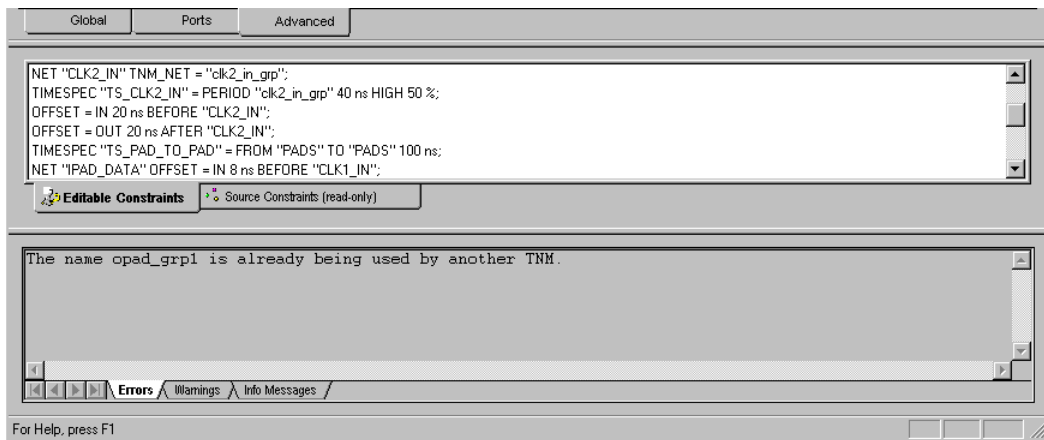 Global Ports Advanced
NET "CLK2_IN" TNM_NET = "clk2_in_grp";
TIMESPEC "TS_CLK2_IN" = PERIOD "clk2_in_grp" 40 ns HIGH 50 %;
OFFSET = IN 20 ns BEFORE "CLK2_IN";
OFFSET = OUT 20 ns AFTER "CLK2_IN";
TIMESPEC "TS_PAD_TO_PAD" = FROM "PADS" TO "PADS" 100 ns;
NET "IPAD_DATA" OFFSET = IN 8 ns BEFORE "CLK1_IN";
Editable Constraints Source Constraints (read-only)
The name opad_grp1 is already being used by another TNM.
Errors Warnings Info Messages
For Help, press F1